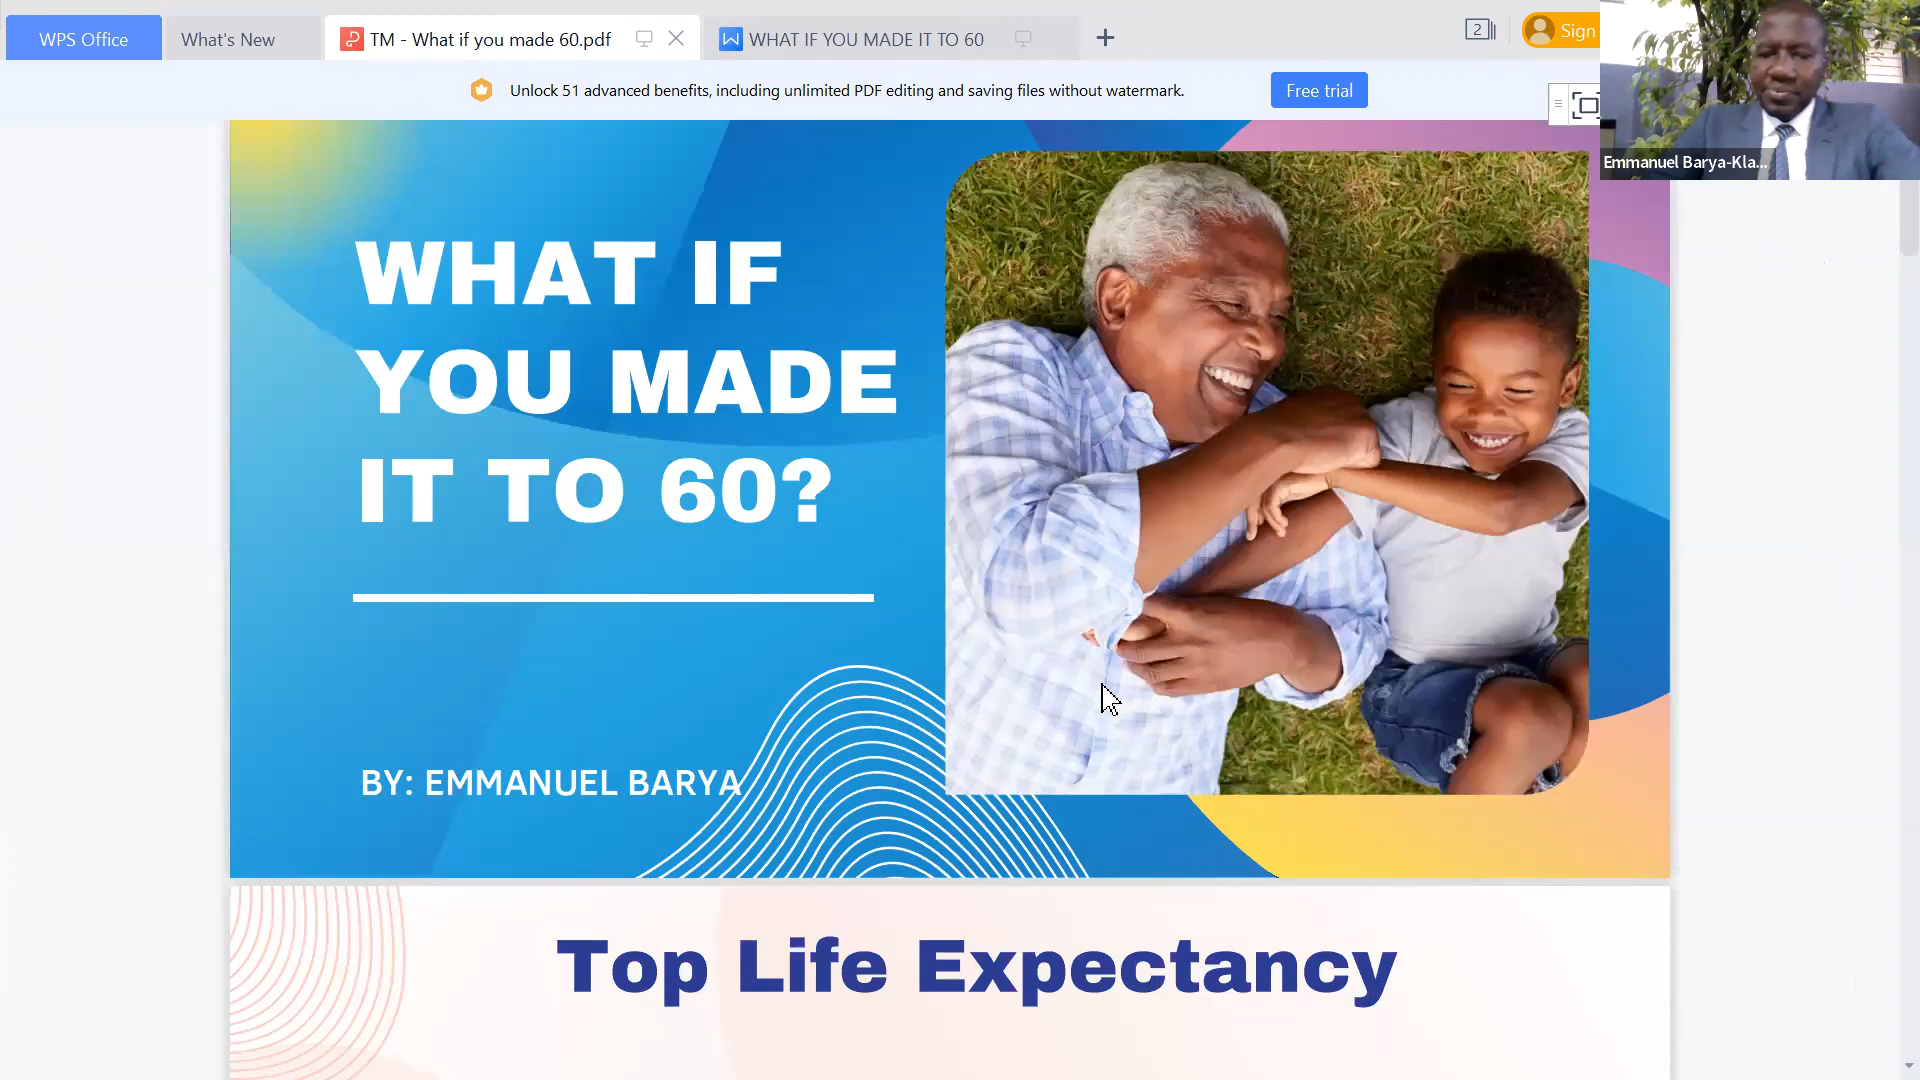 WPS Office
What's New
TM - What if you made 60.pdf
WHAT IF YOU MADE IT TO 60
2
Sign
Unlock 51 advanced benefits, including unlimited PDF editing and saving files without watermark.
Free trial
Emmanuel Barya-Kla...
WHAT IF
YOU MADE
IT TO 60?
BY: EMMANUEL BARYA
Top Life Expectancy